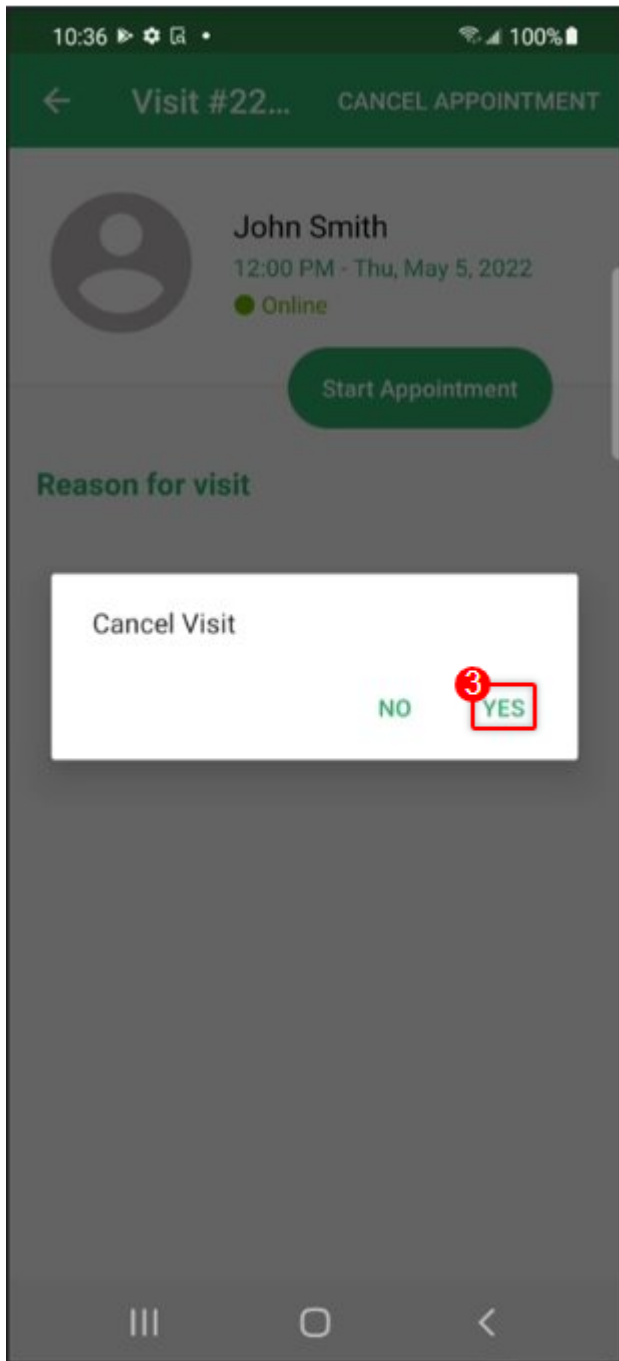 10:36 100%
Visit #22... CANCEL APPOINTMENT
John Smith
12:00 PM - Thu, May 5, 2022
Online
Start Appointment
Reason for visit
Cancel Visit
3
NO YES